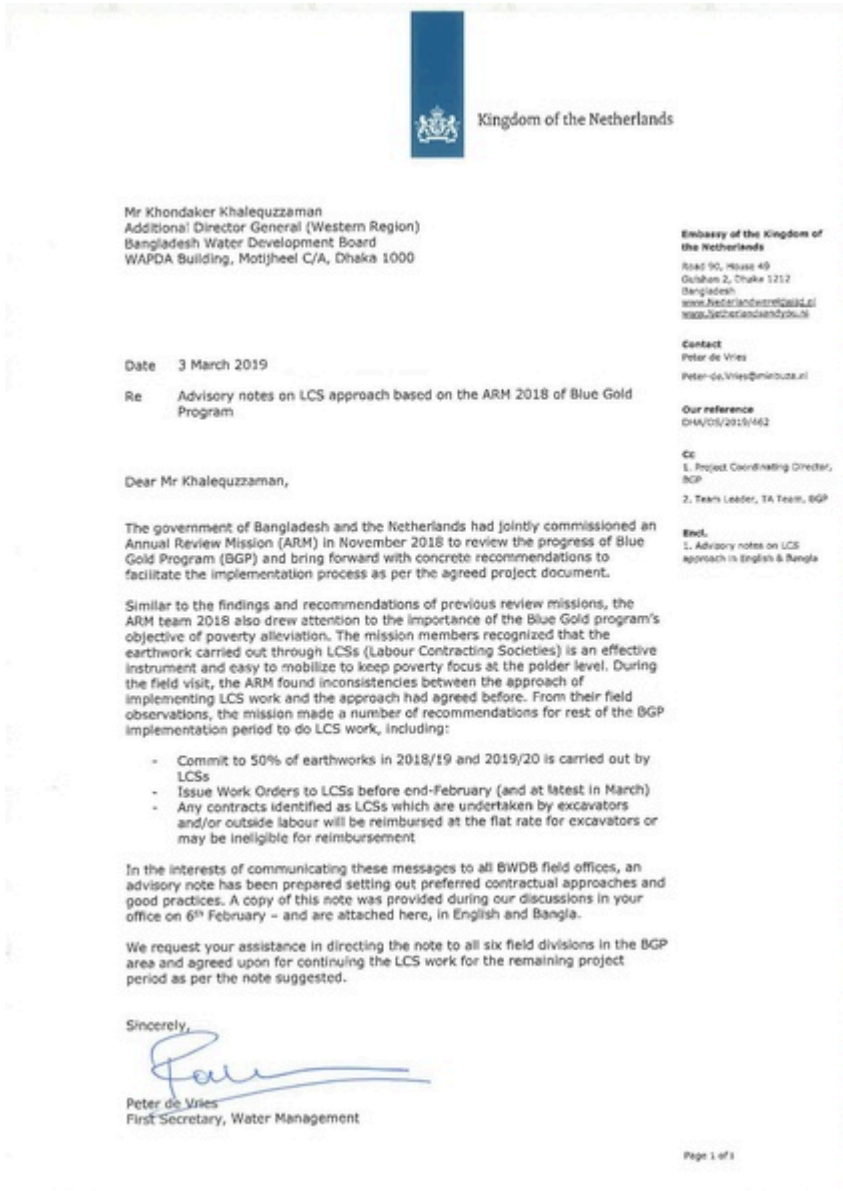 Kingdom of the Netherlands
Mr Khondaker Khalequzzaman
Additional Director General (Western Region)
Bangladesh Water Development Board
WAPDA Building, Motijheel C/A, Dhaka 1000
Embassy of the Kingdom of
the Netherlands
Road 90, House 49
Gulshan 2, Dhaka 1212
Bangladesh
www.Netherlandsandyou.nl
Contact
Peter de Vries
Peter-de.Vries@minbuza.nl
Our reference
DHA/OS/2019/462
Cc
1. Project Coordinating Director,
BGP
2. Team Leader, TA Team, BGP
Encl.
1. Advisory notes on LCS
approach in English & Bangla
Date 3 March 2019
Re Advisory notes on LCS approach based on the ARM 2018 of Blue Gold
Program
Dear Mr Khalequzzaman,
The government of Bangladesh and the Netherlands had jointly commissioned an
Annual Review Mission (ARM) in November 2018 to review the progress of Blue
Gold Program (BGP) and bring forward with concrete recommendations to
facilitate the implementation process as per the agreed project document.
Similar to the findings and recommendations of previous review missions, the
ARM team 2018 also drew attention to the importance of the Blue Gold program's
objective of poverty alleviation. The mission members recognized that the
earthwork carried out through LCSs (Labour Contracting Societies) is an effective
instrument and easy to mobilize to keep poverty focus at the polder level. During
the field visit, the ARM found inconsistencies between the approach of
implementing LCS work and the approach had agreed before. From their field
observations, the mission made a number of recommendations for rest of the BGP
implementation period to do LCS work, including:
- Commit to 50% of earthworks in 2018/19 and 2019/20 is carried out by
LCSs
- Issue Work Orders to LCSs before end-February (and at latest in March)
- Any contracts identified as LCSs which are undertaken by excavators
and/or outside labour will be reimbursed at the flat rate for excavators or
may be ineligible for reimbursement
In the interests of communicating these messages to all BWDB field offices, an
advisory note has been prepared setting out preferred contractual approaches and
good practices. A copy of this note was provided during our discussions in your
office on 6th February – and are attached here, in English and Bangla.
We request your assistance in directing the note to all six field divisions in the BGP
area and agreed upon for continuing the LCS work for the remaining project
period as per the note suggested.
Sincerely,
Peter de Vries
First Secretary, Water Management
Page 1 of 1